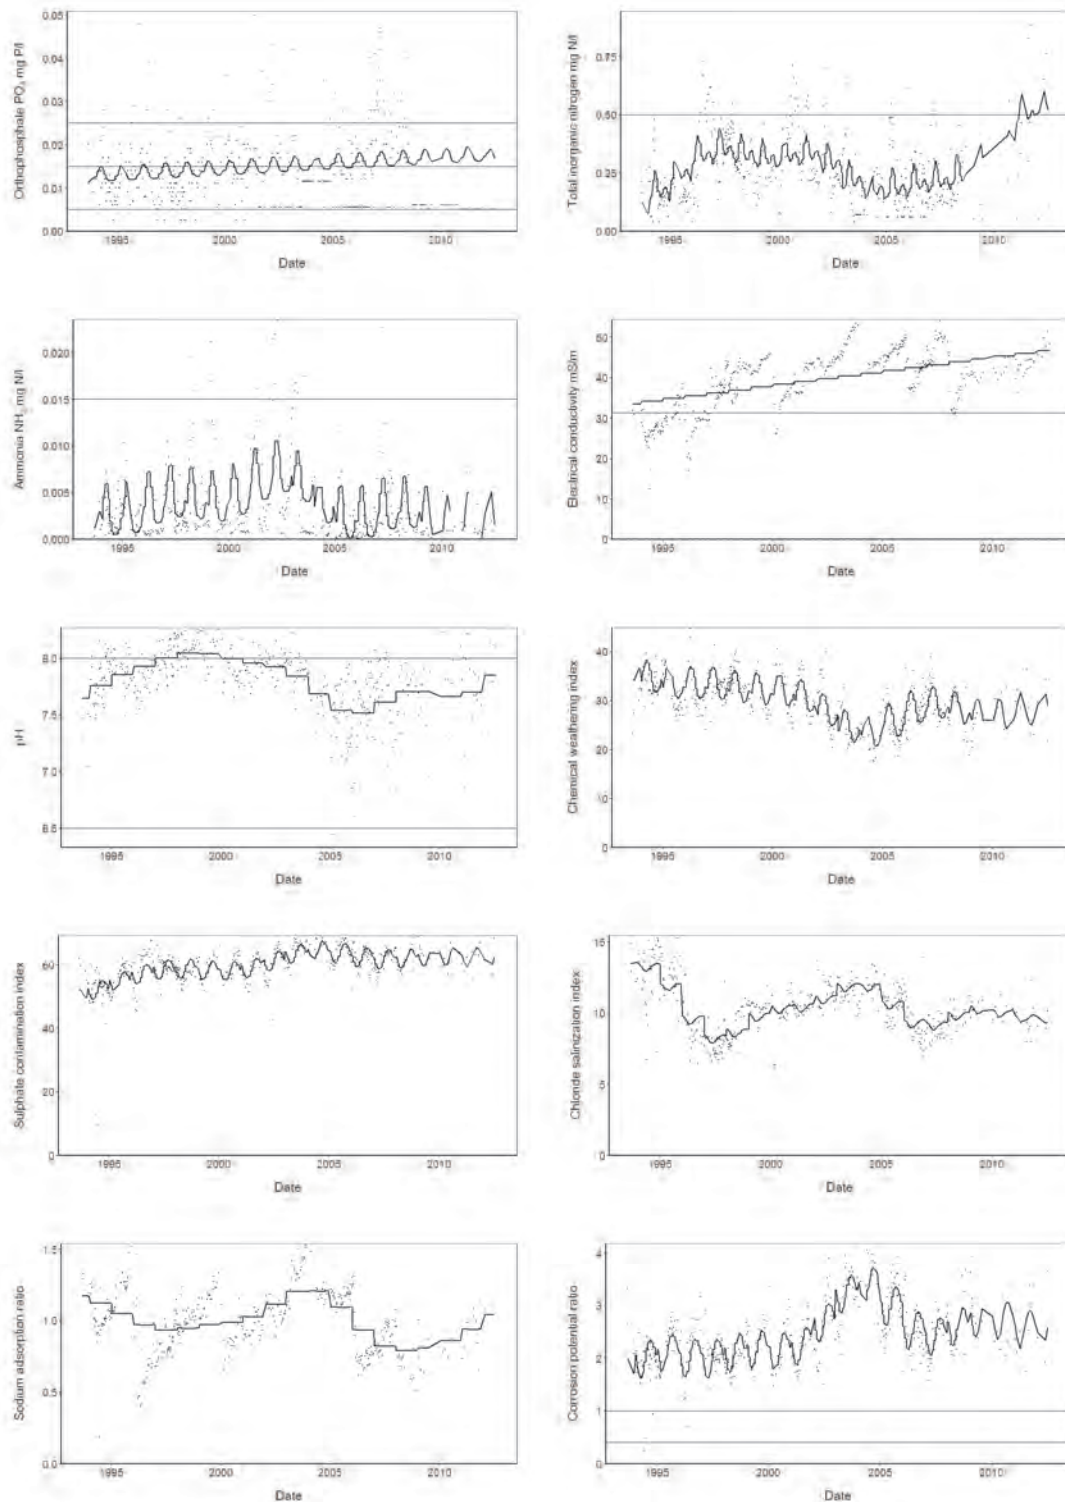 Orthophosphate PO4 mg P/l
0.05
0.04
0.03
0.02
0.01
0.00
1995 2000 2005 2010
Date
Total inorganic nitrogen mg N/l
0.75
0.50
0.25
0.00
1995 2000 2005 2010
Date
Ammonia NH3 mg N/l
0.020
0.015
0.010
0.005
0.000
1995 2000 2005 2010
Date
Electrical conductivity mS/m
50
40
30
20
10
0
1995 2000 2005 2010
Date
pH
8.0
7.5
7.0
6.5
1995 2000 2005 2010
Date
Chemical weathering index
40
30
20
10
0
1995 2000 2005 2010
Date
Sulphate contamination index
60
40
20
0
1995 2000 2005 2010
Date
Chloride salinization index
15
10
5
0
1995 2000 2005 2010
Date
Sodium adsorption ratio
1.5
1.0
0.5
0.0
1995 2000 2005 2010
Date
Corrosion potential ratio
4
3
2
1
0
1995 2000 2005 2010
Date